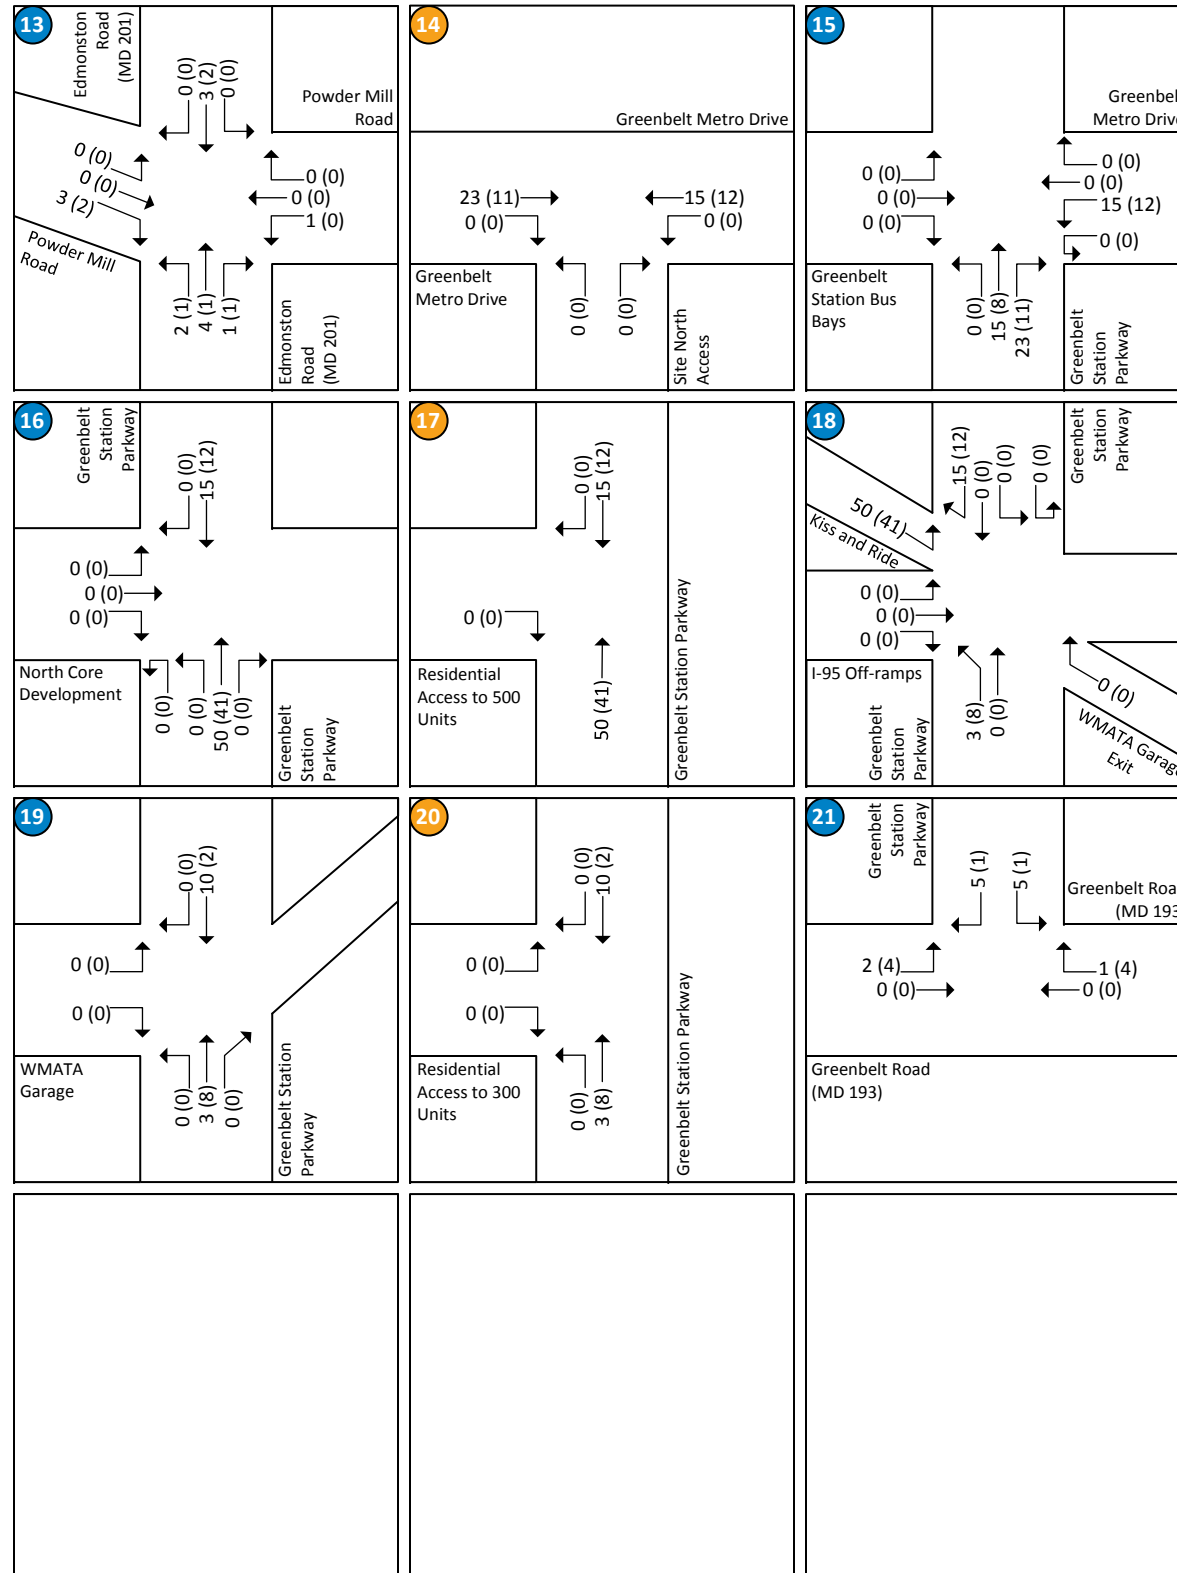 13
Edmonston
Road
(MD 201)
0 (0)
3 (2)
0 (0)
Powder Mill
Road
0 (0)
0 (0)
3 (2)
0 (0)
0 (0)
1 (0)
Powder Mill
Road
2 (1)
4 (1)
1 (1)
Edmonston
Road
(MD 201)
14
Greenbelt Metro Drive
23 (11)
0 (0)
15 (12)
0 (0)
Greenbelt
Metro Drive
0 (0)
0 (0)
Site North
Access
15
Greenbel
Metro Drive
0 (0)
0 (0)
0 (0)
0 (0)
0 (0)
15 (12)
0 (0)
Greenbelt
Station Bus
Bays
0 (0)
15 (8)
23 (11)
Greenbelt
Station
Parkway
16
Greenbelt
Station
Parkway
0 (0)
15 (12)
0 (0)
0 (0)
0 (0)
North Core
Development
0 (0)
0 (0)
50 (41)
0 (0)
Greenbelt
Station
Parkway
17
0 (0)
15 (12)
0 (0)
Residential
Access to 500
Units
50 (41)
Greenbelt Station Parkway
18
15 (12)
0 (0)
0 (0)
0 (0)
Greenbelt
Station
Parkway
50 (41)
Kiss and Ride
0 (0)
0 (0)
0 (0)
I-95 Off-ramps
Greenbelt
Station
Parkway
3 (8)
0 (0)
0 (0)
WMATA Garage
Exit
19
0 (0)
10 (2)
0 (0)
0 (0)
WMATA
Garage
0 (0)
3 (8)
0 (0)
Greenbelt Station
Parkway
20
0 (0)
10 (2)
0 (0)
0 (0)
Residential
Access to 300
Units
0 (0)
3 (8)
Greenbelt Station Parkway
21
Greenbelt
Station
Parkway
5 (1)
5 (1)
Greenbelt Roa
(MD 193
2 (4)
0 (0)
1 (4)
0 (0)
Greenbelt Road
(MD 193)